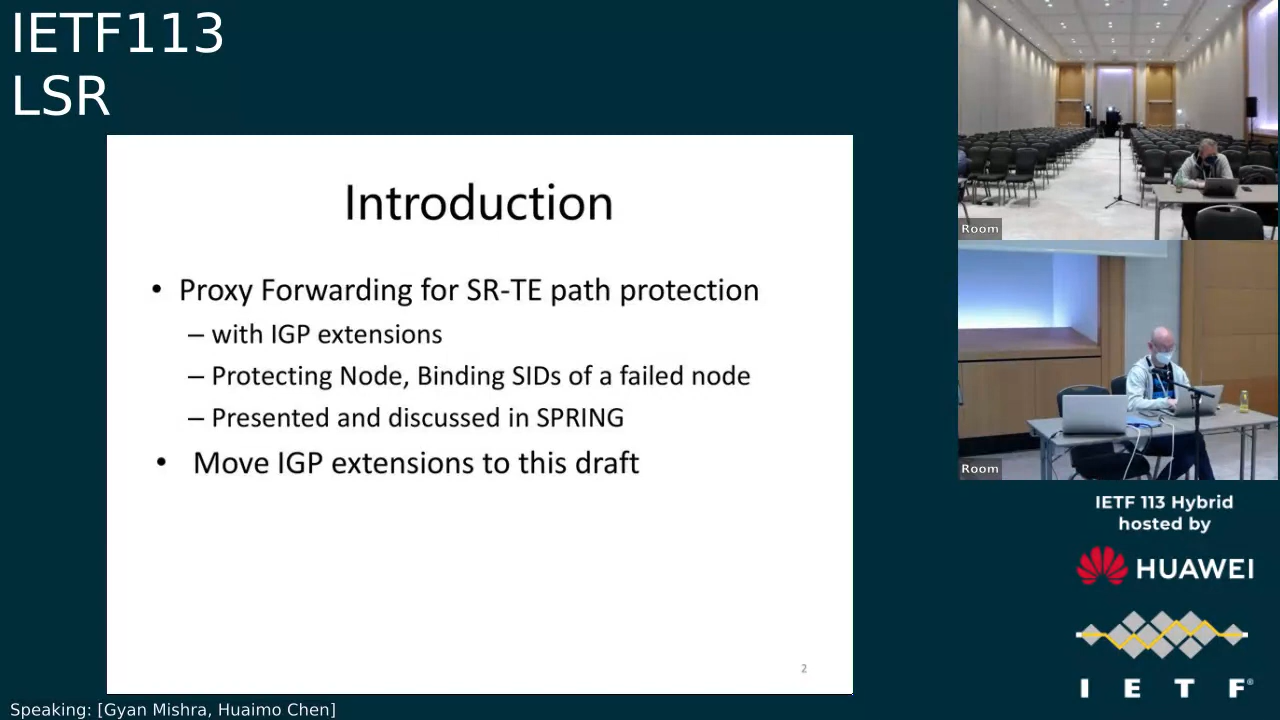 IETF113
LSR
Introduction
• Proxy Forwarding for SR-TE path protection
– with IGP extensions
– Protecting Node, Binding SIDs of a failed node
– Presented and discussed in SPRING
• Move IGP extensions to this draft
2
Room
Room
IETF 113 Hybrid
hosted by
HUAWEI
I E T F®
Speaking: [Gyan Mishra, Huaimo Chen]